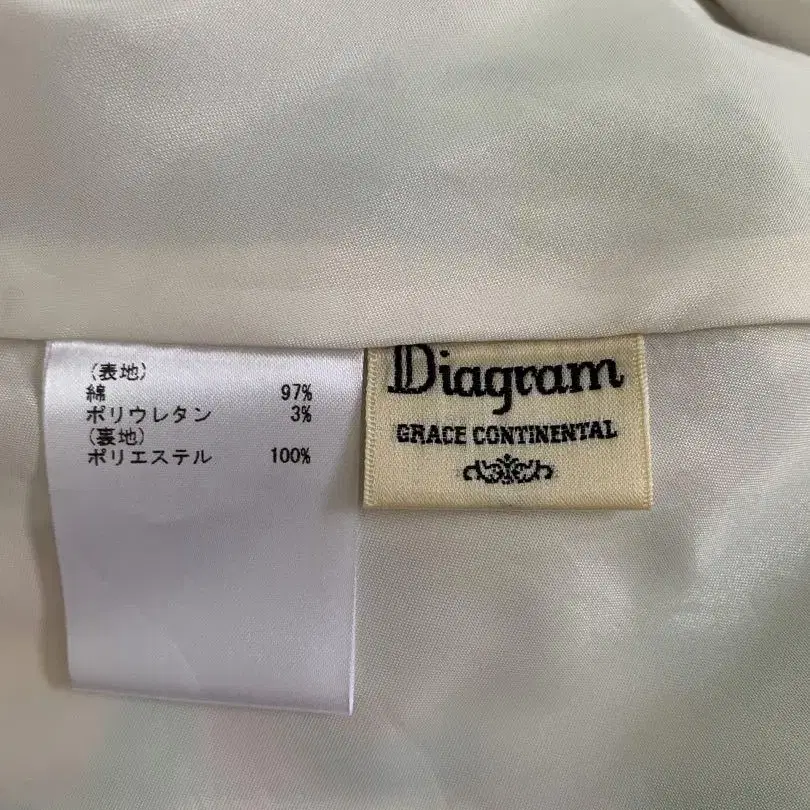 (表地)
綿 97%
ポリウレタン 3%
(裏地)
ポリエステル 100%
Diagram
GRACE CONTINENTAL